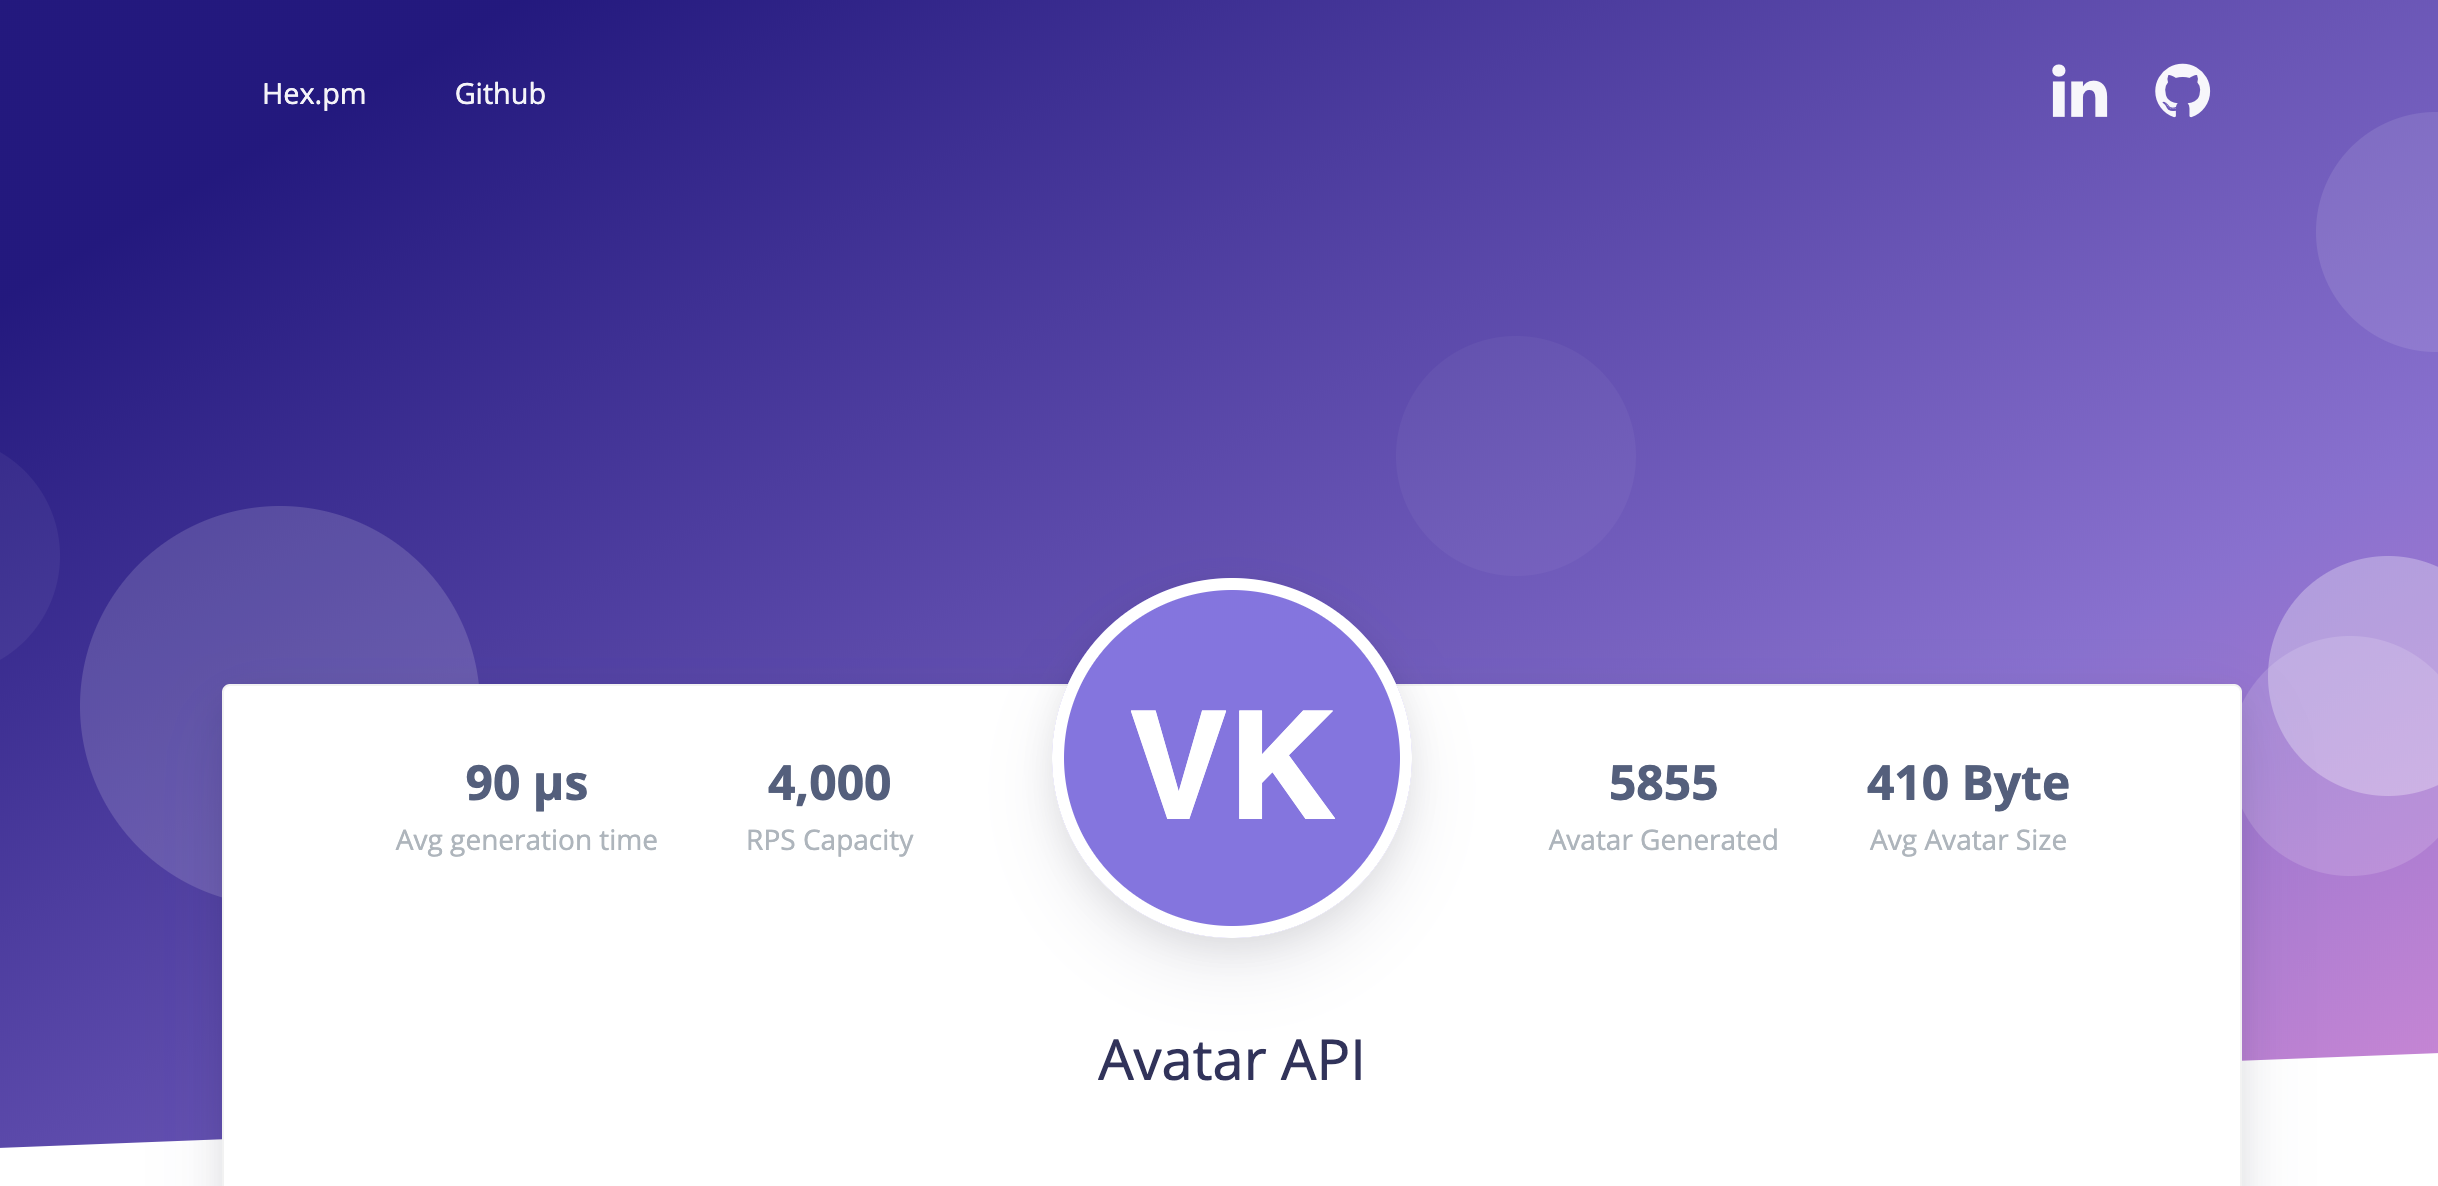 Hex.pm
Github
in
VK
90 µs
4,000
5855
410 Byte
Avg generation time
RPS Capacity
Avatar Generated
Avg Avatar Size
Avatar API